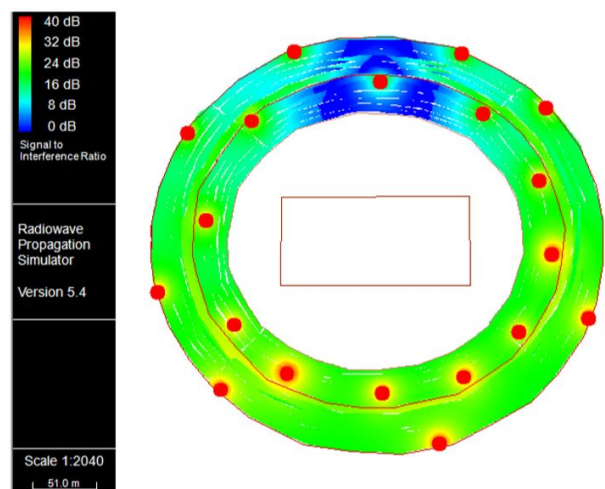 40 dB
32 dB
24 dB
16 dB
8 dB
0 dB
Signal to
Interference Ratio
Radiowave
Propagation
Simulator
Version 5.4
Scale 1:2040
51.0 m